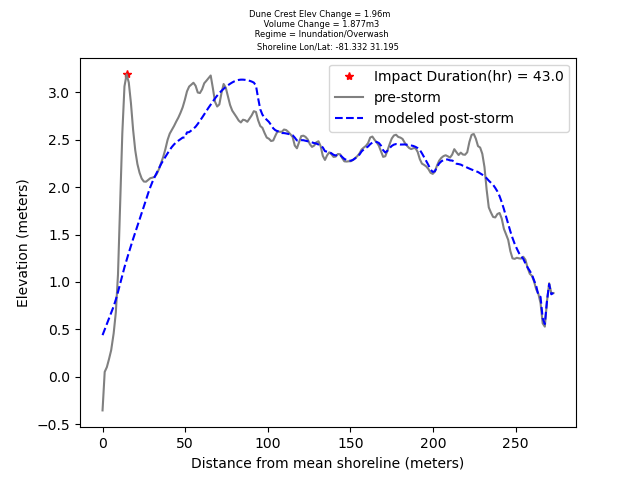 Dune Crest Elev Change = 1.96m
Volume Change = 1.877m3
Regime = Inundation/Overwash
Shoreline Lon/Lat: -81.332 31.195
Impact Duration(hr) = 43.0
pre-storm
modeled post-storm
Elevation (meters)
3.0
2.5
2.0
1.5
1.0
0.5
0.0
−0.5
0 50 100 150 200 250
Distance from mean shoreline (meters)